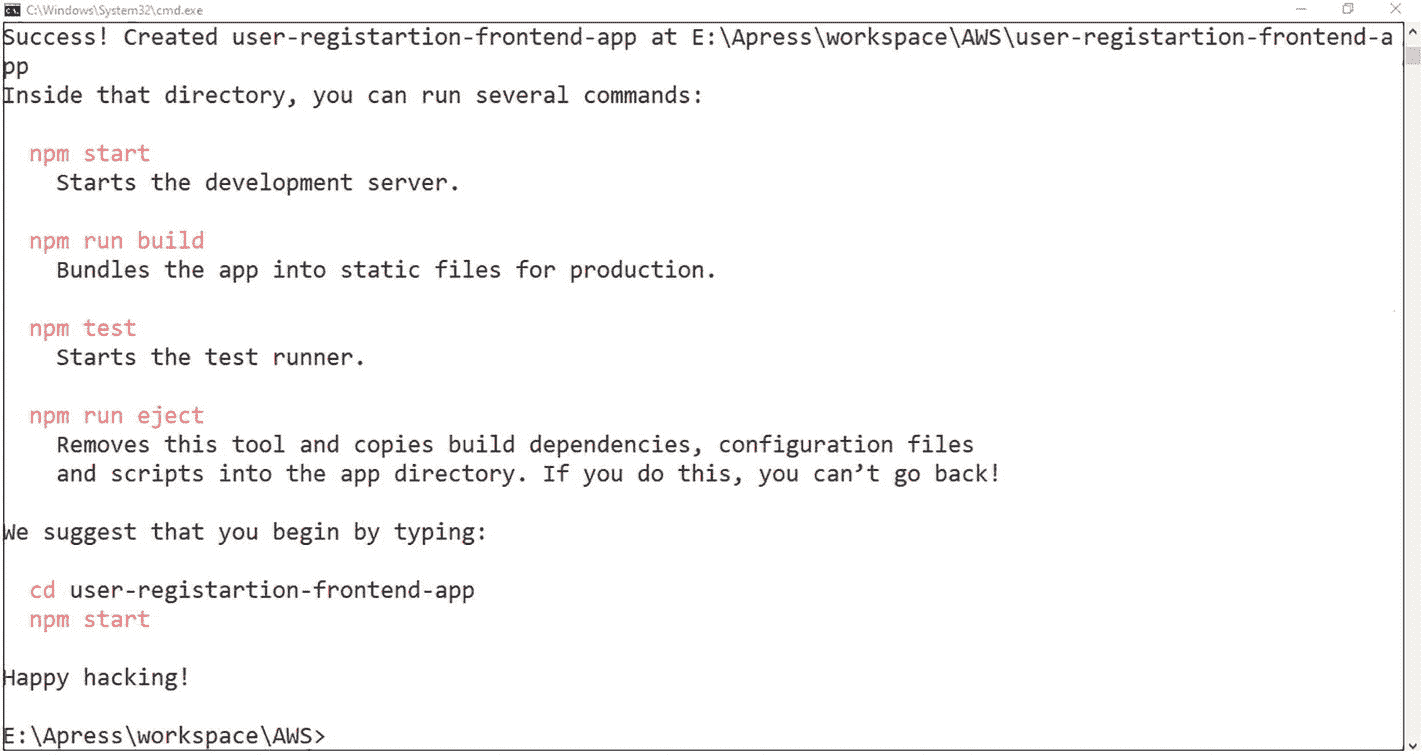 C:\Windows\System32\cmd.exe
Success! Created user-registartion-frontend-app at E:\Apress\workspace\AWS\user-registartion-frontend-a
pp
Inside that directory, you can run several commands:
npm start
Starts the development server.
npm run build
Bundles the app into static files for production.
npm test
Starts the test runner.
npm run eject
Removes this tool and copies build dependencies, configuration files
and scripts into the app directory. If you do this, you can’t go back!
We suggest that you begin by typing:
cd user-registartion-frontend-app
npm start
Happy hacking!
E:\Apress\workspace\AWS>